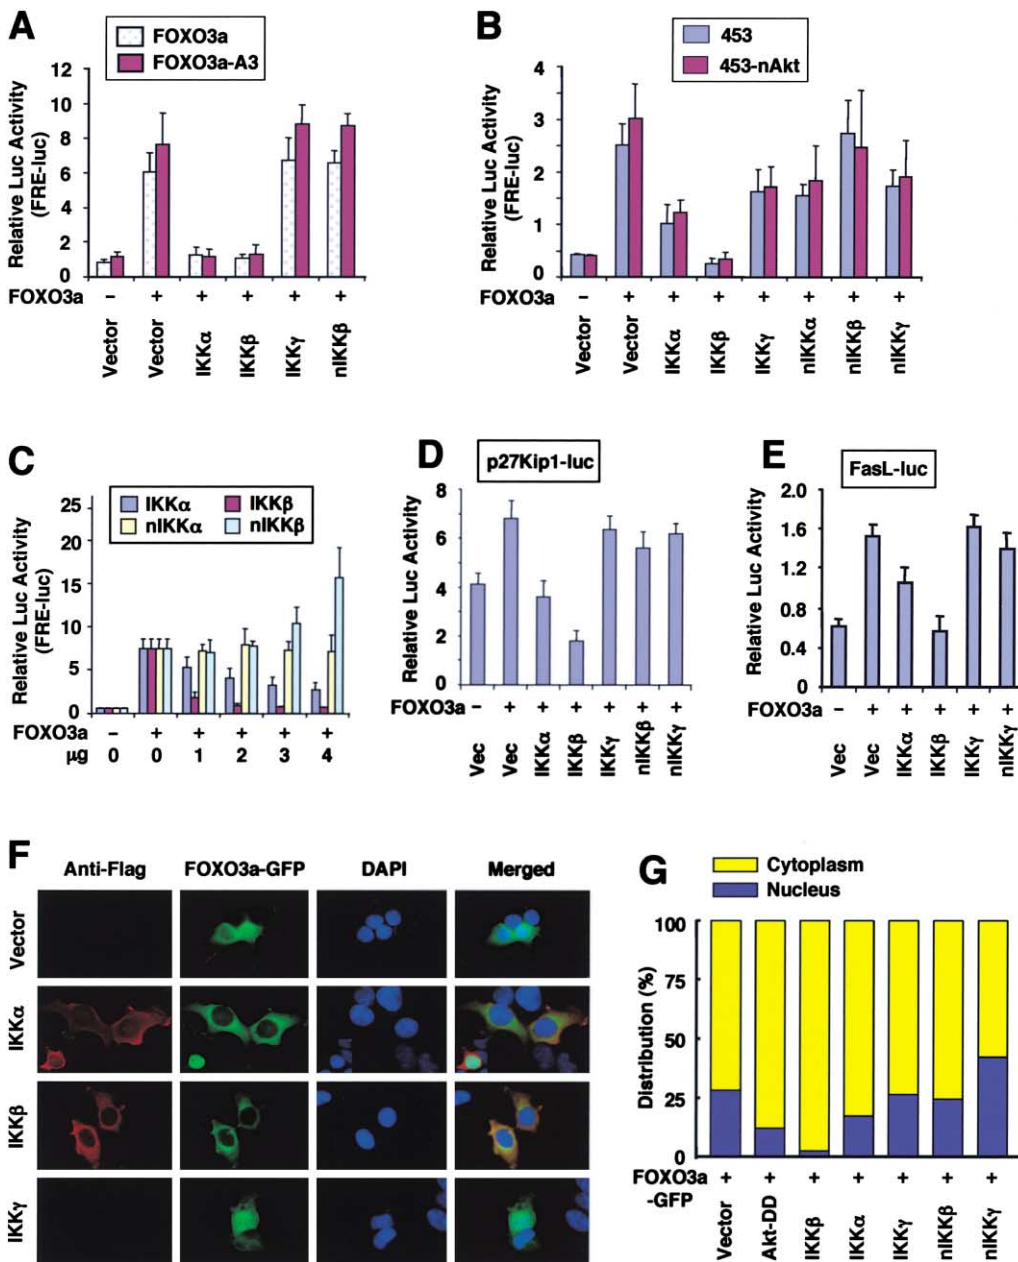 A
FOXO3a
FOXO3a-A3
Relative Luc Activity
(FRE-luc)
12
10
8
6
4
2
0
FOXO3a – + + + + +
Vector Vector IKKα IKKβ IKKγ nIKKβ
B
453
453-nAkt
Relative Luc Activity
(FRE-luc)
4
3
2
1
0
FOXO3a – + + + + + + +
Vector Vector IKKα IKKβ IKKγ nIKKα nIKKβ nIKKγ
C
IKKα IKKβ
nIKKα nIKKβ
Relative Luc Activity
(FRE-luc)
25
20
15
10
5
0
FOXO3a – + + + + +
μg 0 0 1 2 3 4
D
p27Kip1-luc
Relative Luc Activity
8
6
4
2
0
FOXO3a – + + + + + +
Vec Vec IKKα IKKβ IKKγ nIKKβ nIKKγ
E
FasL-luc
Relative Luc Activity
2.0
1.6
1.2
0.8
0.4
0
FOXO3a – + + + + +
Vec Vec IKKα IKKβ IKKγ nIKKγ
F
Anti-Flag FOXO3a-GFP DAPI Merged
Vector
IKKα
IKKβ
IKKγ
G
Cytoplasm
Nucleus
Distribution (%)
100
75
50
25
0
FOXO3a + + + + + + +
-GFP
Vector Akt-DD IKKβ IKKα IKKγ nIKKβ nIKKγ